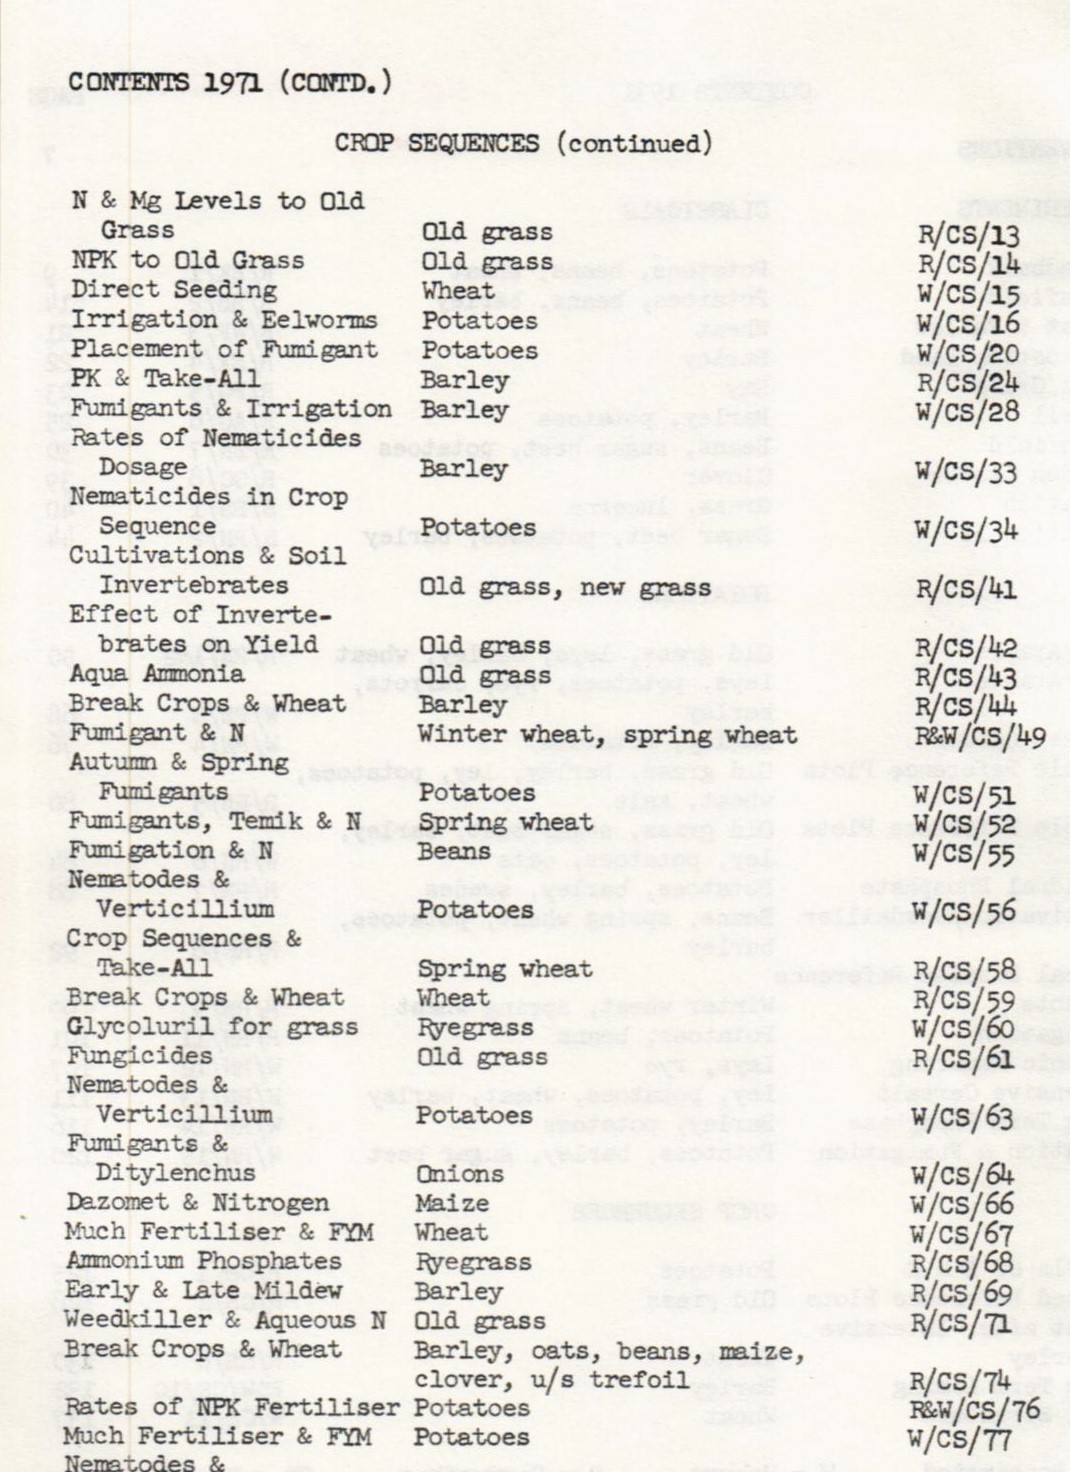 CONTENTS 1971 (CONTD.)
CROP SEQUENCES (continued)
N & Mg Levels to Old
Grass Old grass R/CS/13
NPK to Old Grass Old grass R/CS/14
Direct Seeding Wheat W/CS/15
Irrigation & Eelworms Potatoes W/CS/16
Placement of Fumigant Potatoes W/CS/20
PK & Take-All Barley R/CS/24
Fumigants & Irrigation Barley W/CS/28
Rates of Nematicides
Dosage Barley W/CS/33
Nematicides in Crop
Sequence Potatoes W/CS/34
Cultivations & Soil
Invertebrates Old grass, new grass R/CS/41
Effect of Inverte-
brates on Yield Old grass R/CS/42
Aqua Ammonia Old grass R/CS/43
Break Crops & Wheat Barley R/CS/44
Fumigant & N Winter wheat, spring wheat R&W/CS/49
Autumn & Spring
Fumigants Potatoes W/CS/51
Fumigants, Temik & N Spring wheat W/CS/52
Fumigation & N Beans W/CS/55
Nematodes &
Verticillium Potatoes W/CS/56
Crop Sequences &
Take-All Spring wheat R/CS/58
Break Crops & Wheat Wheat R/CS/59
Glycoluril for grass Ryegrass W/CS/60
Fungicides Old grass R/CS/61
Nematodes &
Verticillium Potatoes W/CS/63
Fumigants &
Ditylenchus Onions W/CS/64
Dazomet & Nitrogen Maize W/CS/66
Much Fertiliser & FYM Wheat W/CS/67
Ammonium Phosphates Ryegrass R/CS/68
Early & Late Mildew Barley R/CS/69
Weedkiller & Aqueous N Old grass R/CS/71
Break Crops & Wheat Barley, oats, beans, maize,
clover, u/s trefoil R/CS/74
Rates of NPK Fertiliser Potatoes R&W/CS/76
Much Fertiliser & FYM Potatoes W/CS/77
Nematodes &